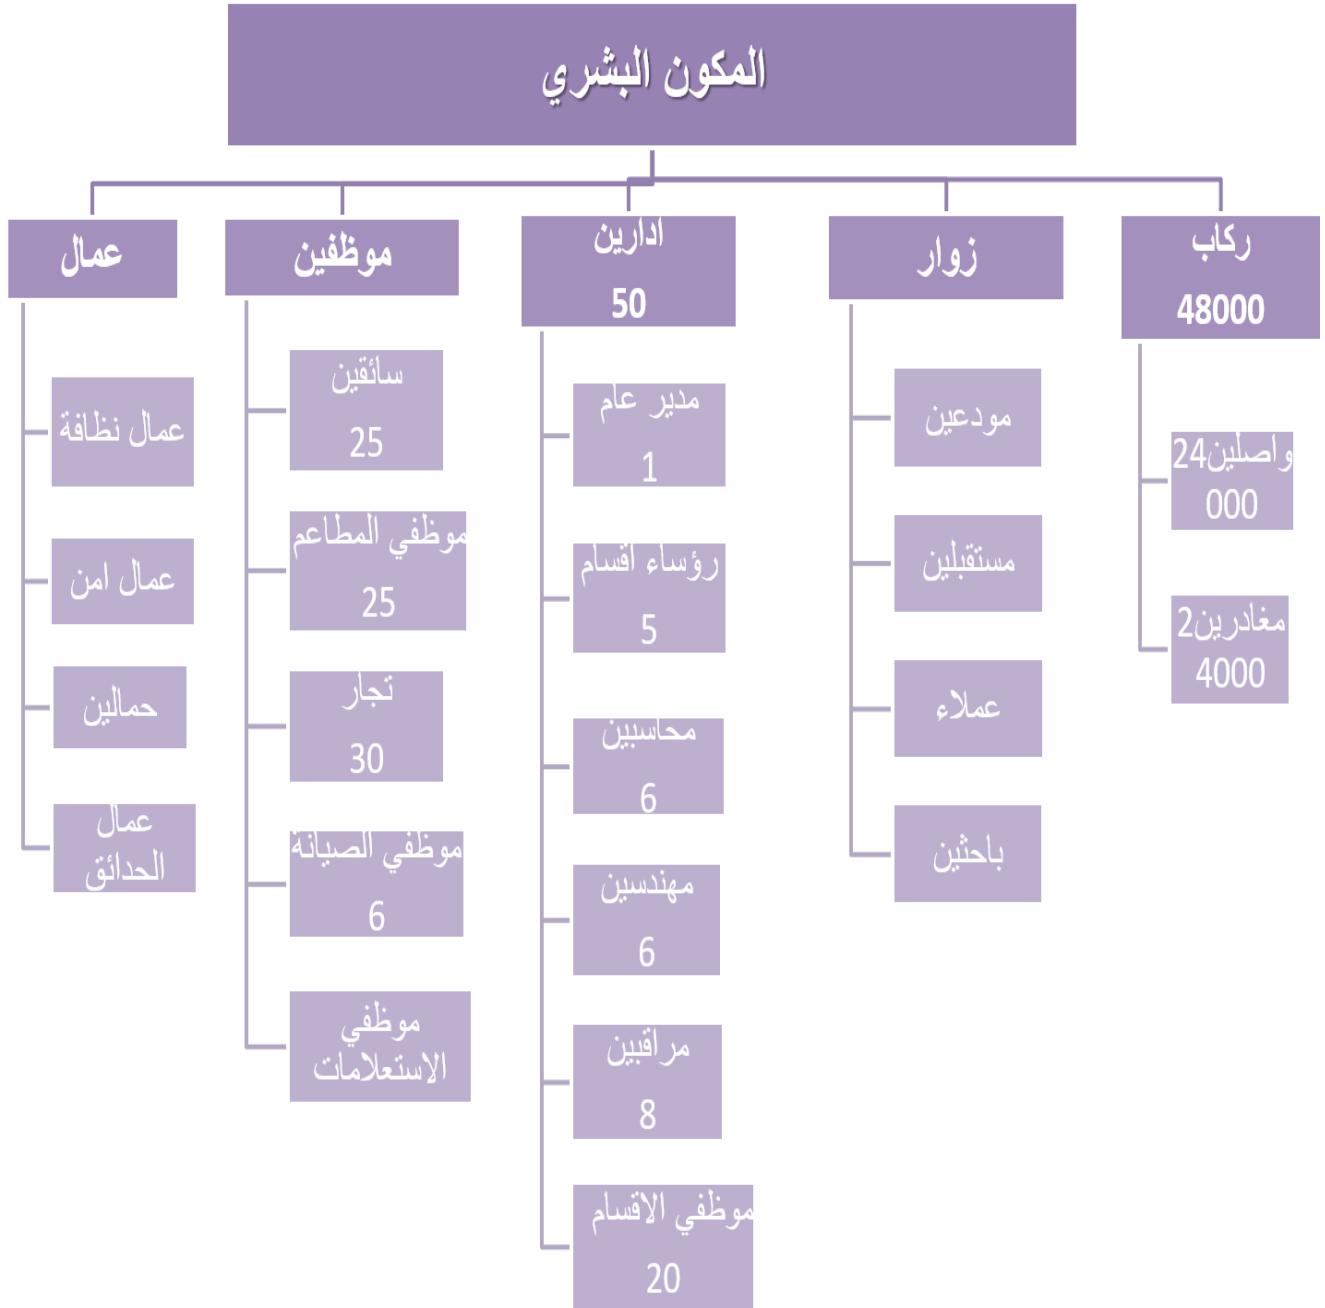 المكون البشري
ركاب
48000
واصلين24
000
مغادرين2
4000
زوار
مودعين
مستقبلين
عملاء
باحثين
ادارين
50
مدير عام
1
رؤساء اقسام
5
محاسبين
6
مهندسين
6
مراقبين
8
موظفي الاقسام
20
موظفين
سائقين
25
موظفي المطاعم
25
تجار
30
موظفي الصيانة
6
موظفي
الاستعلامات
عمال
عمال نظافة
عمال امن
حمالين
عمال
الحدائق